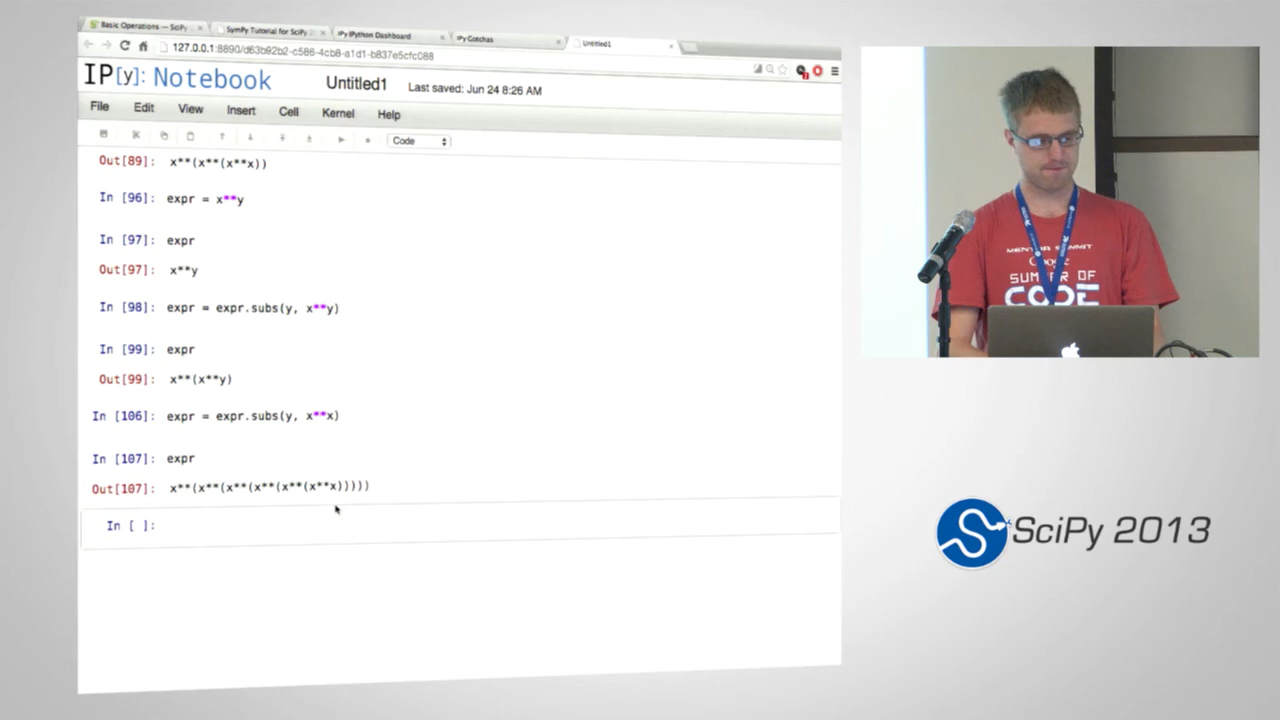 Basic Operations — SciPy
SymPy Tutorial for SciPy 2
IPython Dashboard
Gotchas
Untitled1
127.0.0.1:8890/d63b92b2-c586-4cb8-a1d1-b837e5cfc088
IP[y]: Notebook
Untitled1
Last saved: Jun 24 8:26 AM
File Edit View Insert Cell Kernel Help
Code
Out[89]: x**(x**(x**x))
In [96]: expr = x**y
In [97]: expr
Out[97]: x**y
In [98]: expr = expr.subs(y, x**y)
In [99]: expr
Out[99]: x**(x**y)
In [106]: expr = expr.subs(y, x**x)
In [107]: expr
Out[107]: x**(x**(x**(x**(x**(x**x)))))
In [ ]:
MENTOR SUMMIT
Google
SUMMER OF
CODE
SciPy 2013